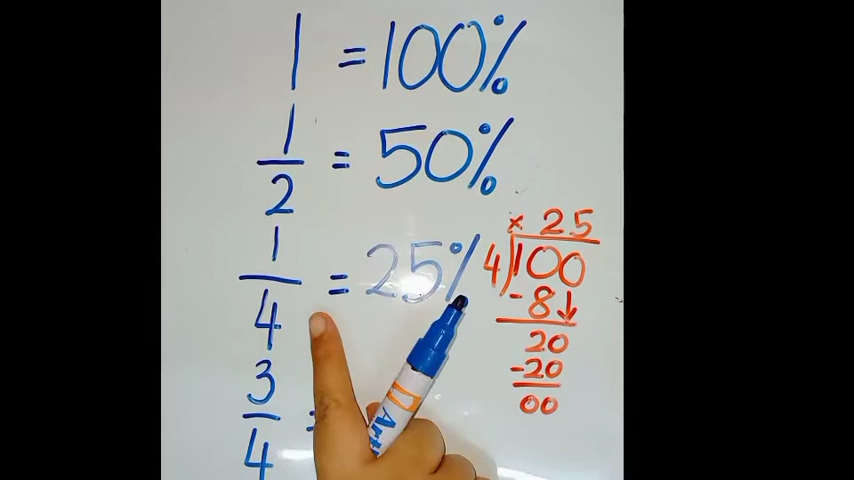 1 = 100%
1/2 = 50%
1/4 = 25%
3/4 =
× 25
4)100
-8↓
20
-20
00